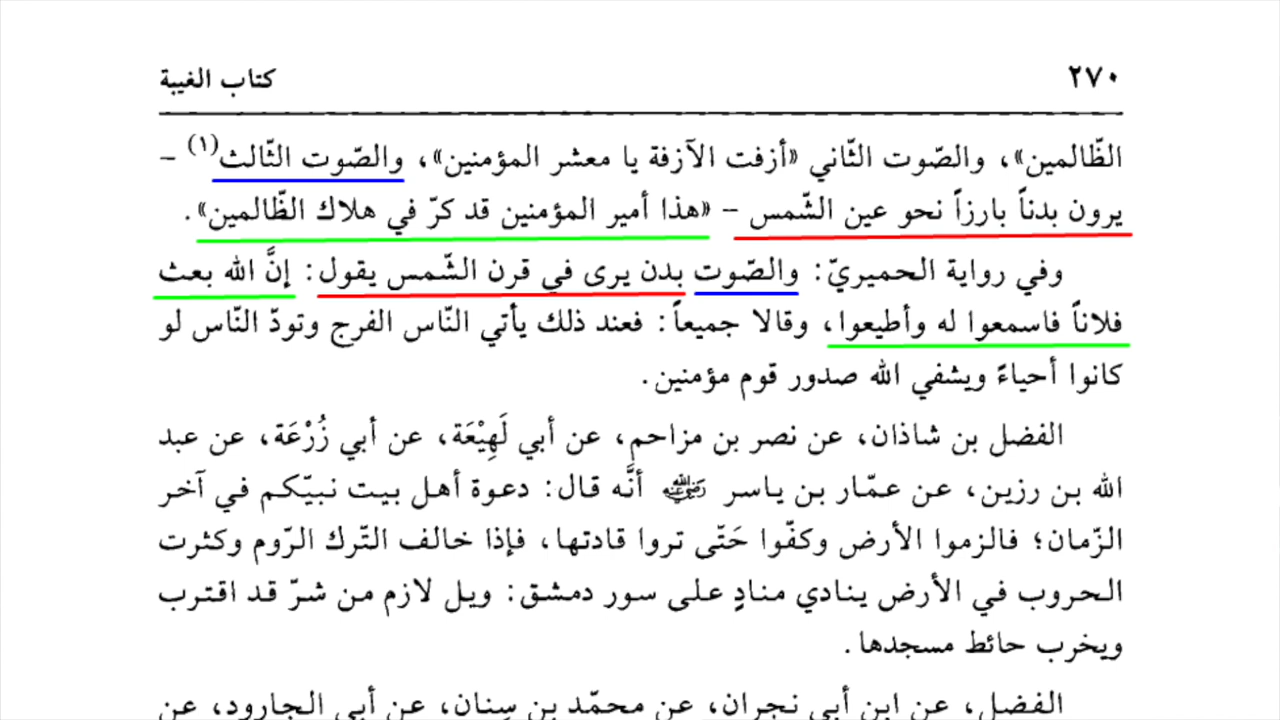 ٢٧٠ كتاب الغيبة
الظّالمين»، والصّوت الثّاني «أزفت الآزفة يا معشر المؤمنين»، والصّوت الثّالث(١) –
يرون بدناً بارزاً نحو عين الشّمس – «هذا أمير المؤمنين قد كرّ في هلاك الظّالمين».
وفي رواية الحميريّ: والصّوت بدن يرى في قرن الشّمس يقول: إنَّ الله بعث
فلاناً فاسمعوا له وأطيعوا، وقالا جميعاً: فعند ذلك يأتي النّاس الفرج وتودّ النّاس لو
كانوا أحياءً ويشفي الله صدور قوم مؤمنين.
الفضل بن شاذان، عن نصر بن مزاحم، عن أبي لَهِيْعَة، عن أبي زُرْعَة، عن عبد
الله بن رزين، عن عمّار بن ياسر رضي الله عنه أنَّه قال: دعوة أهل بيت نبيّكم في آخر
الزّمان؛ فالزموا الأرض وكفّوا حَتّى تروا قادتها، فإذا خالف التّرك الرّوم وكثرت
الحروب في الأرض ينادي منادٍ على سور دمشق: ويل لازم من شرّ قد اقترب
ويخرب حائط مسجدها.
الفضل، عن ابن أبي نجران، عن محمّد بن سِنان، عن أبي الجارود، عن